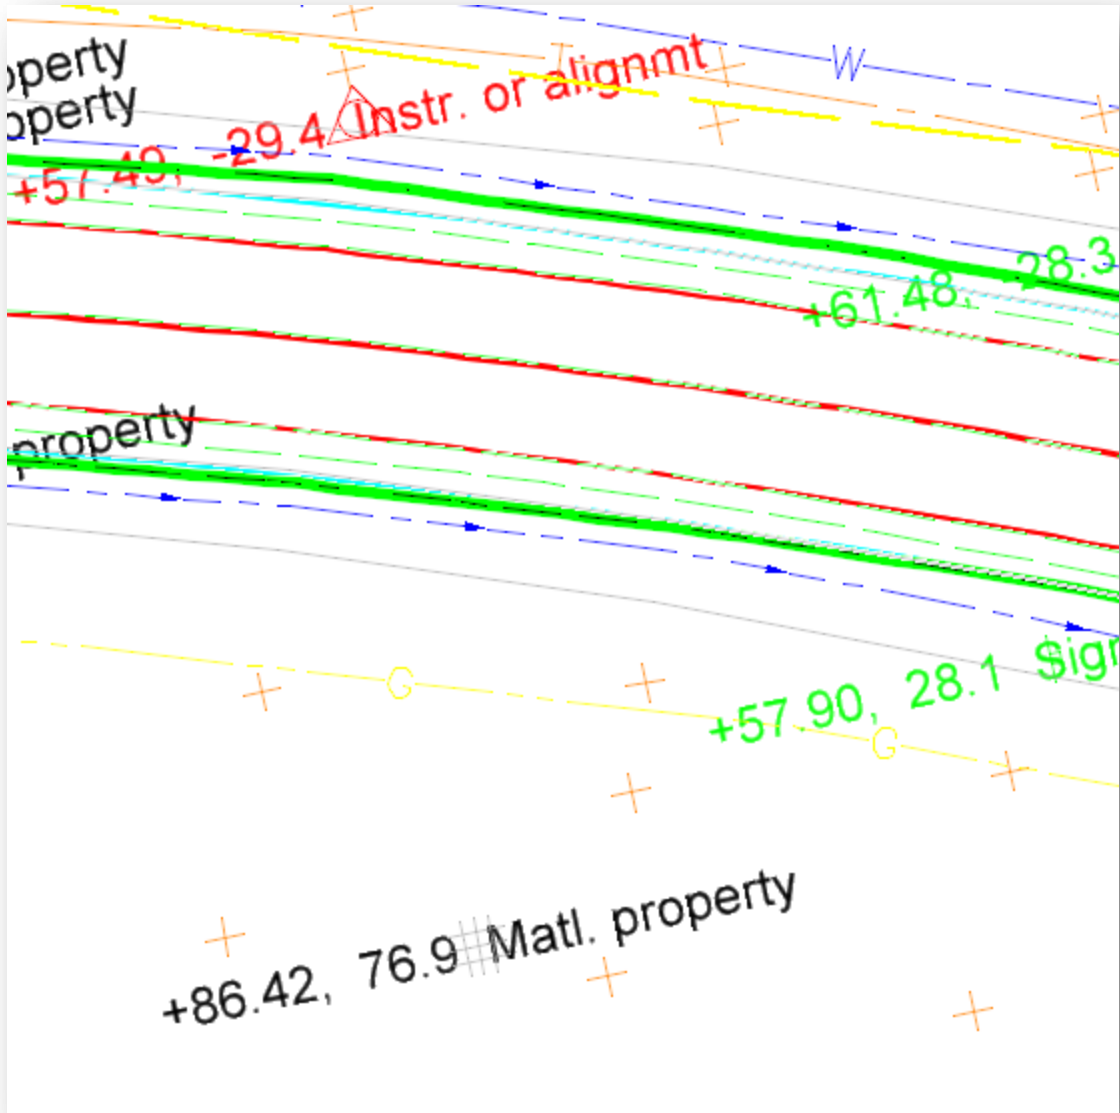 W
operty
operty
+57.49, -29.4 Instr. or alignmt
+61.48, -28.3
property
G
+57.90, 28.1 Sign
G
+86.42, 76.9 Matl. property